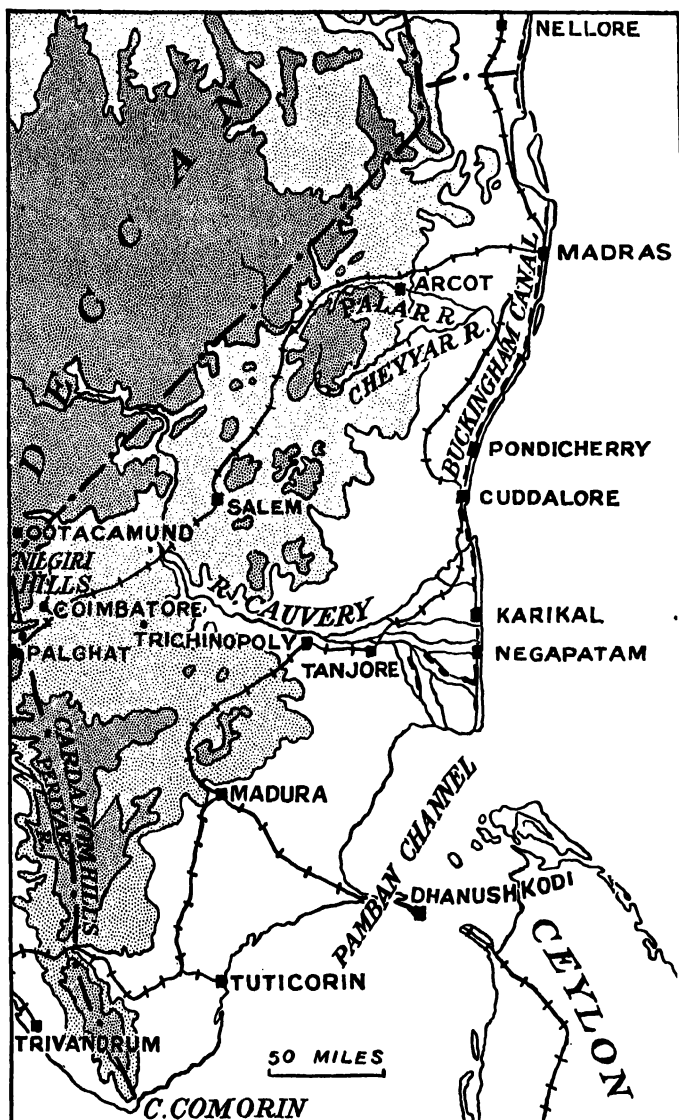 NELLORE
DECCAN
MADRAS
ARCOT
PALAR R.
CHEYYAR R.
BUCKINGHAM CANAL
PONDICHERRY
CUDDALORE
SALEM
OOTACAMUND
NILGIRI
HILLS
COIMBATORE
R. CAUVERY
KARIKAL
TRICHINOPOLY
PALGHAT
TANJORE
NEGAPATAM
CARDAMOM HILLS
PERIYAR
R.
MADURA
PAMBAN CHANNEL
DHANUSHKODI
CEYLON
TUTICORIN
TRIVANDRUM
50 MILES
C. COMORIN